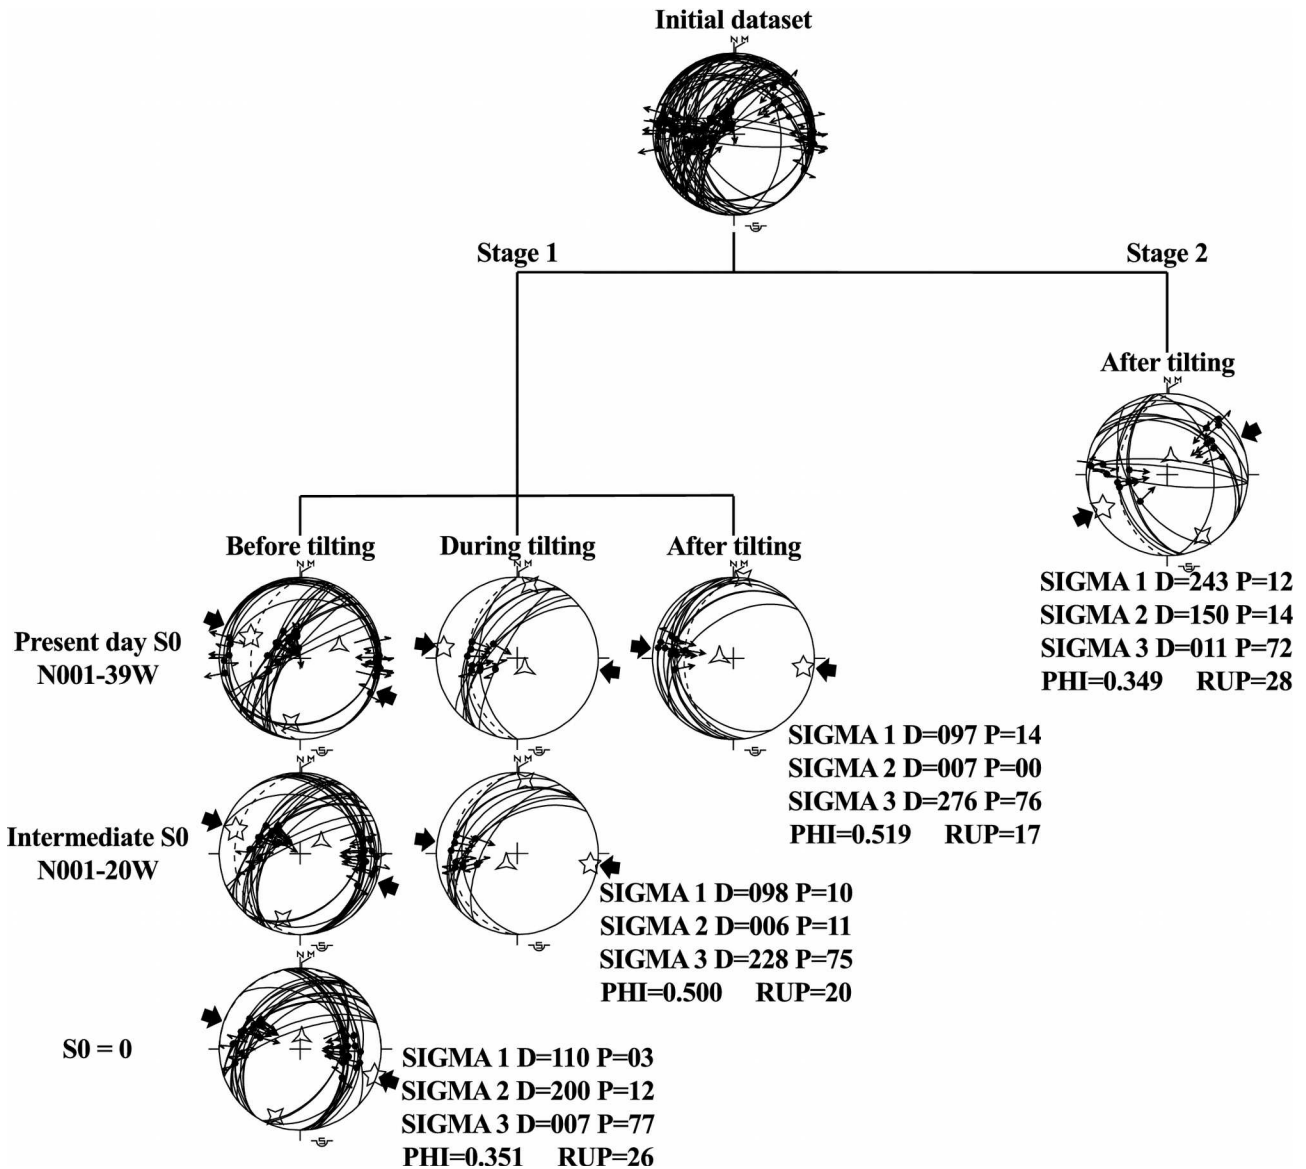 Initial dataset
N M
S
Stage 1
Stage 2
After tilting
N M
S
SIGMA 1 D=243 P=12
SIGMA 2 D=150 P=14
SIGMA 3 D=011 P=72
PHI=0.349 RUP=28
Before tilting
During tilting
After tilting
N M
N M
N M
Present day S0
N001-39W
S
S
S
SIGMA 1 D=097 P=14
SIGMA 2 D=007 P=00
SIGMA 3 D=276 P=76
PHI=0.519 RUP=17
N M
N M
Intermediate S0
N001-20W
S
S
SIGMA 1 D=098 P=10
SIGMA 2 D=006 P=11
SIGMA 3 D=228 P=75
PHI=0.500 RUP=20
N M
S0 = 0
S
SIGMA 1 D=110 P=03
SIGMA 2 D=200 P=12
SIGMA 3 D=007 P=77
PHI=0.351 RUP=26